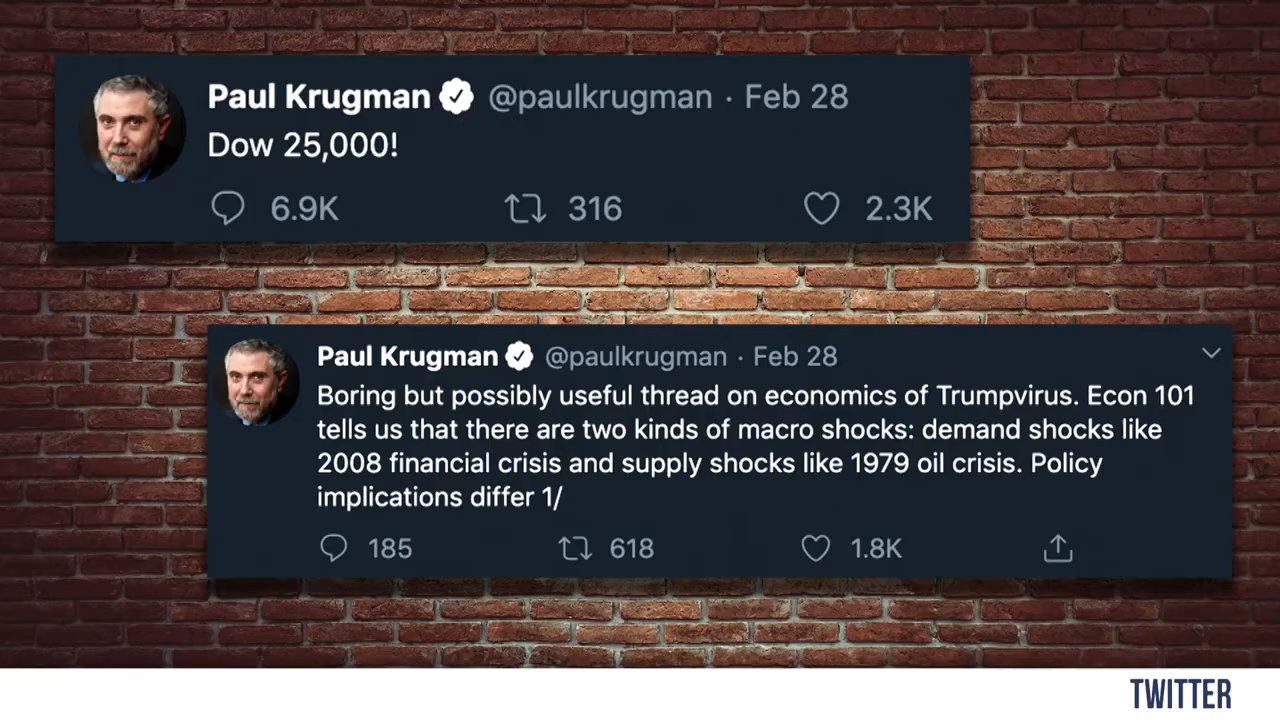 Paul Krugman @paulkrugman · Feb 28
Dow 25,000!
6.9K 316 2.3K
Paul Krugman @paulkrugman · Feb 28
Boring but possibly useful thread on economics of Trumpvirus. Econ 101
tells us that there are two kinds of macro shocks: demand shocks like
2008 financial crisis and supply shocks like 1979 oil crisis. Policy
implications differ 1/
185 618 1.8K
TWITTER